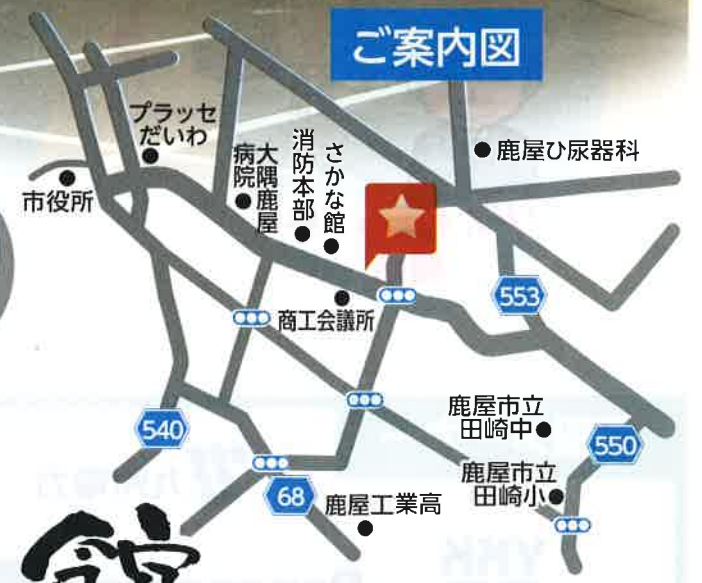 ご案内図
プラッセ
だいわ
市役所
大隅鹿屋
病院
消防本部
さかな館
鹿屋ひ尿器科
商工会議所
553
540
鹿屋市立
田崎中
550
鹿屋市立
田崎小
68
鹿屋工業高